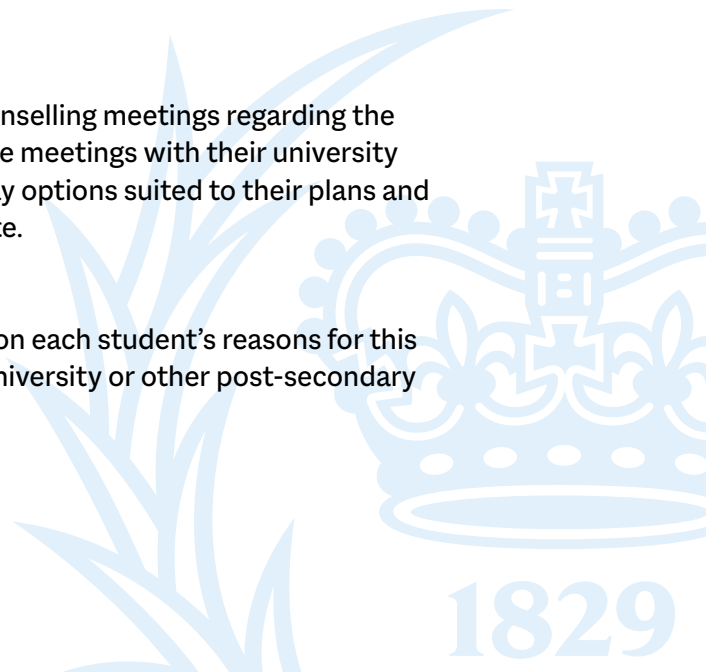 nselling meetings regarding the
e meetings with their university
y options suited to their plans and
te.
on each student’s reasons for this
niversity or other post-secondary
1829